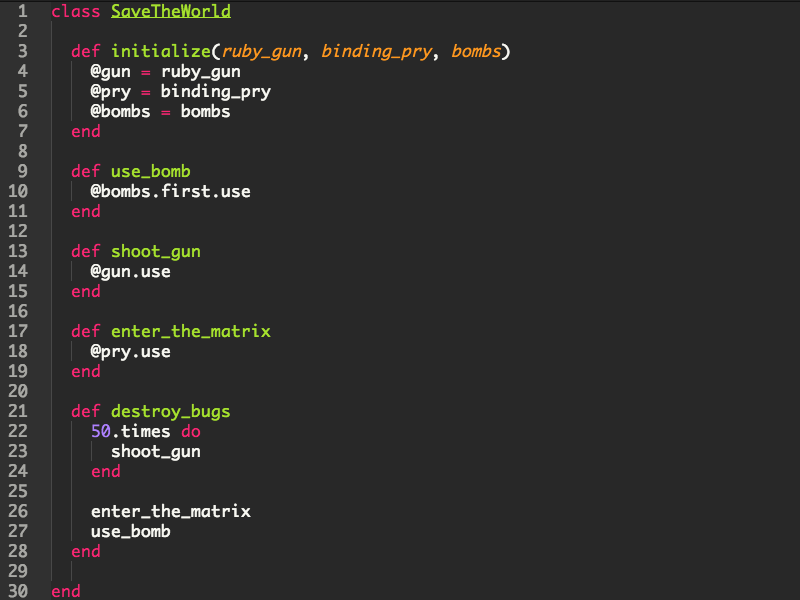 1 class SaveTheWorld
2
3   def initialize(ruby_gun, binding_pry, bombs)
4     @gun = ruby_gun
5     @pry = binding_pry
6     @bombs = bombs
7   end
8
9   def use_bomb
10     @bombs.first.use
11   end
12
13   def shoot_gun
14     @gun.use
15   end
16
17   def enter_the_matrix
18     @pry.use
19   end
20
21   def destroy_bugs
22     50.times do
23       shoot_gun
24     end
25
26     enter_the_matrix
27     use_bomb
28   end
29
30 end